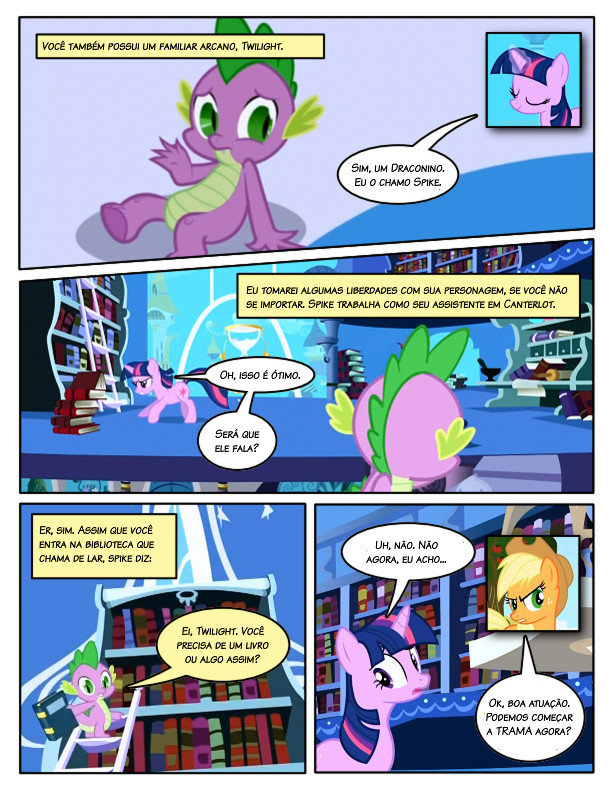 Você também possui um familiar arcano, Twilight.
Sim, um Draconino.
Eu o chamo Spike.
Eu tomarei algumas liberdades com sua personagem, se você não
se importar. Spike trabalha como seu assistente em Canterlot.
Oh, isso é ótimo.
Será que
ele fala?
Er, sim. Assim que você
entra na biblioteca que
chama de lar, spike diz:
Ei, Twilight. Você
precisa de um livro
ou algo assim?
Uh, não. Não
agora, eu acho...
Ok, boa atuação.
Podemos começar
a TRAMA agora?